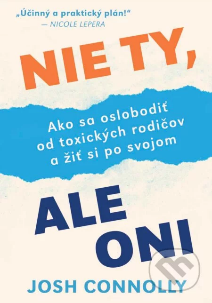 „Účinný a praktický plán!“
– NICOLE LEPERA
NIE TY,
Ako sa oslobodiť
od toxických rodičov
a žiť si po svojom
ALE
ONI
JOSH CONNOLLY
Martinus